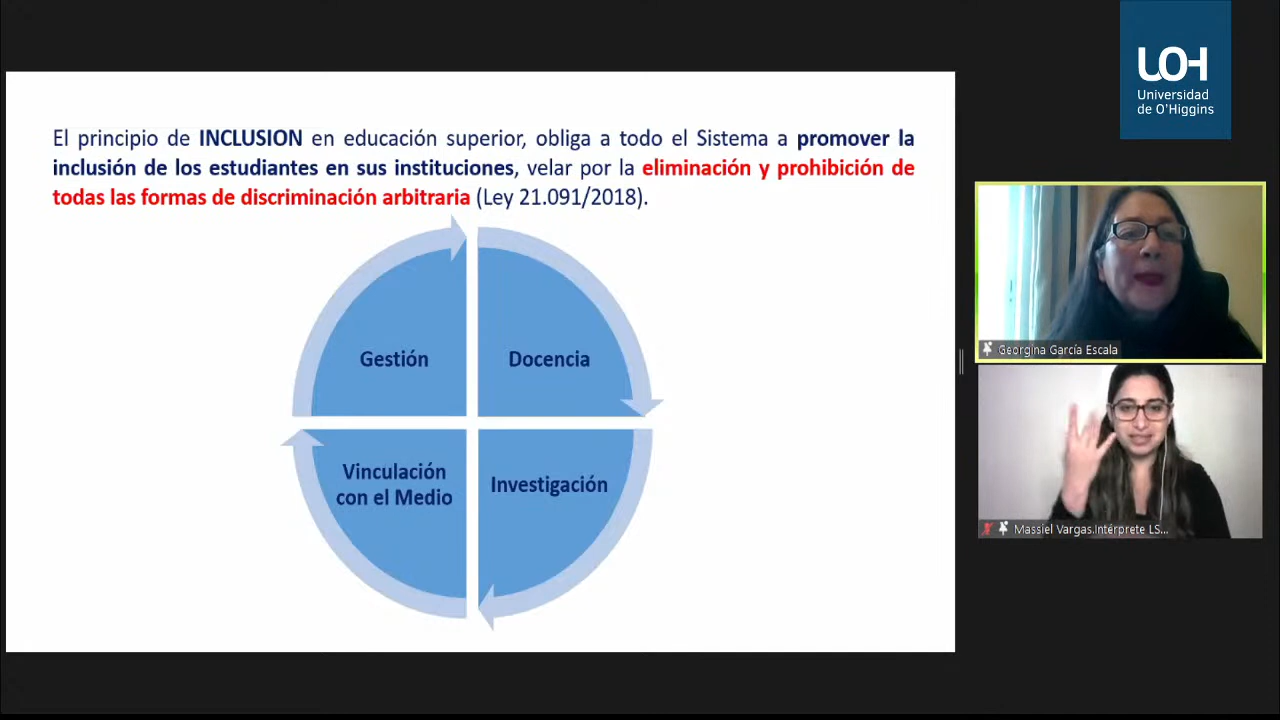 UOH
Universidad
de O'Higgins
El principio de INCLUSION en educación superior, obliga a todo el Sistema a promover la
inclusión de los estudiantes en sus instituciones, velar por la eliminación y prohibición de
todas las formas de discriminación arbitraria (Ley 21.091/2018).
Gestión
Docencia
Vinculación
con el Medio
Investigación
Georgina García Escala
Massiel Vargas.Intérprete LS...